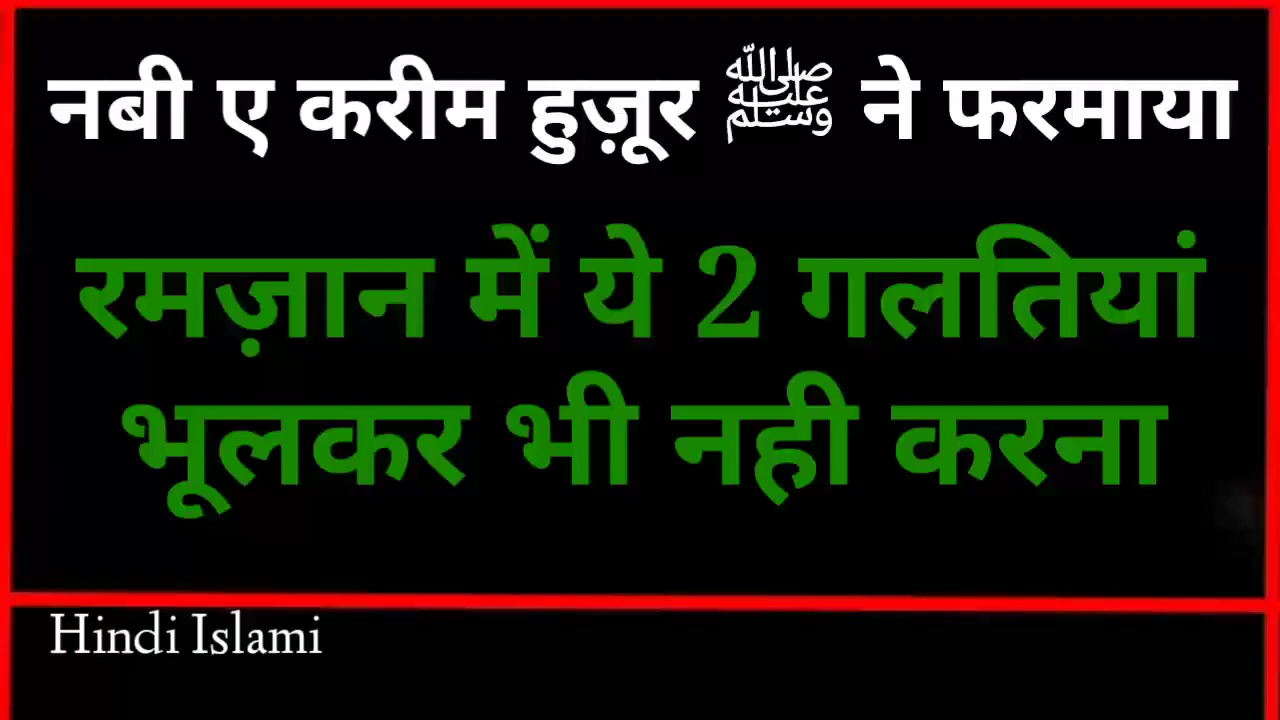 नबी ए करीम हुज़ूर ﷺ ने फरमाया
रमज़ान में ये 2 गलतियां
भूलकर भी नही करना
Hindi Islami